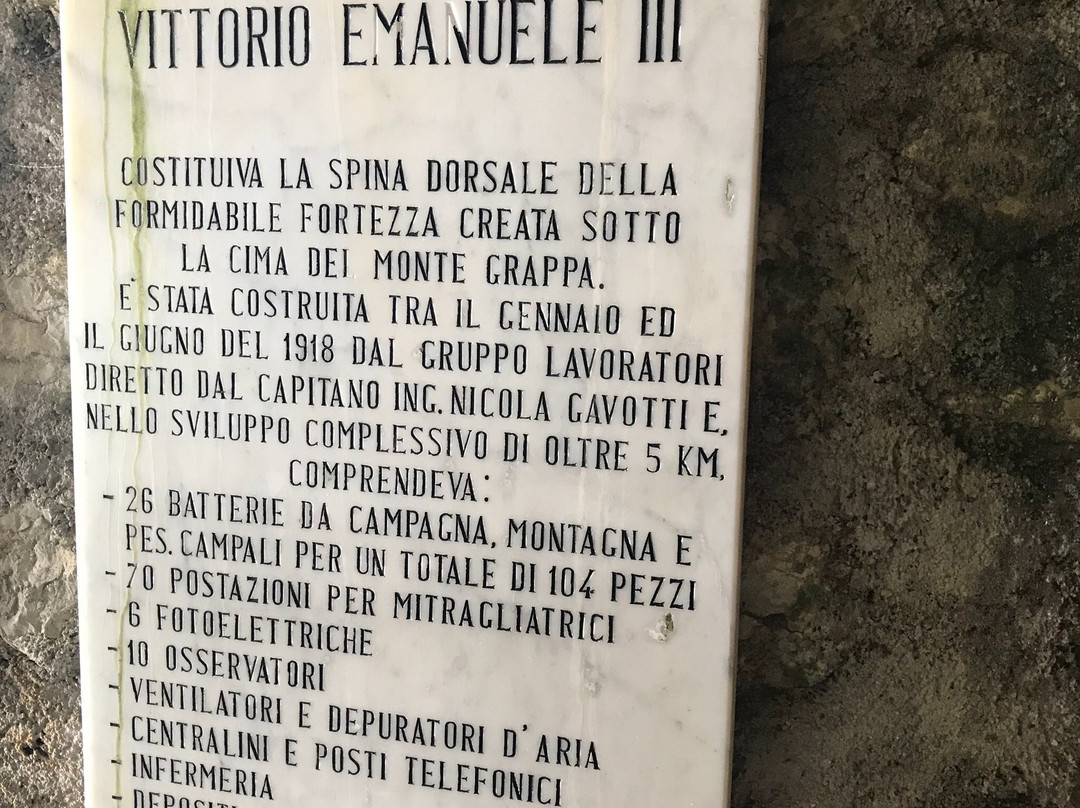 VITTORIO EMANUELE III
COSTITUIVA LA SPINA DORSALE DELLA
FORMIDABILE FORTEZZA CREATA SOTTO
LA CIMA DEL MONTE GRAPPA.
E' STATA COSTRUITA TRA IL GENNAIO ED
IL GIUGNO DEL 1918 DAL GRUPPO LAVORATORI
DIRETTO DAL CAPITANO ING. NICOLA GAVOTTI E,
NELLO SVILUPPO COMPLESSIVO DI OLTRE 5 KM,
COMPRENDEVA:
- 26 BATTERIE DA CAMPAGNA, MONTAGNA E
PES. CAMPALI PER UN TOTALE DI 104 PEZZI
- 70 POSTAZIONI PER MITRAGLIATRICI
- 6 FOTOELETTRICHE
- 10 OSSERVATORI
- VENTILATORI E DEPURATORI D'ARIA
- CENTRALINI E POSTI TELEFONICI
- INFERMERIA
- DEPOSITI